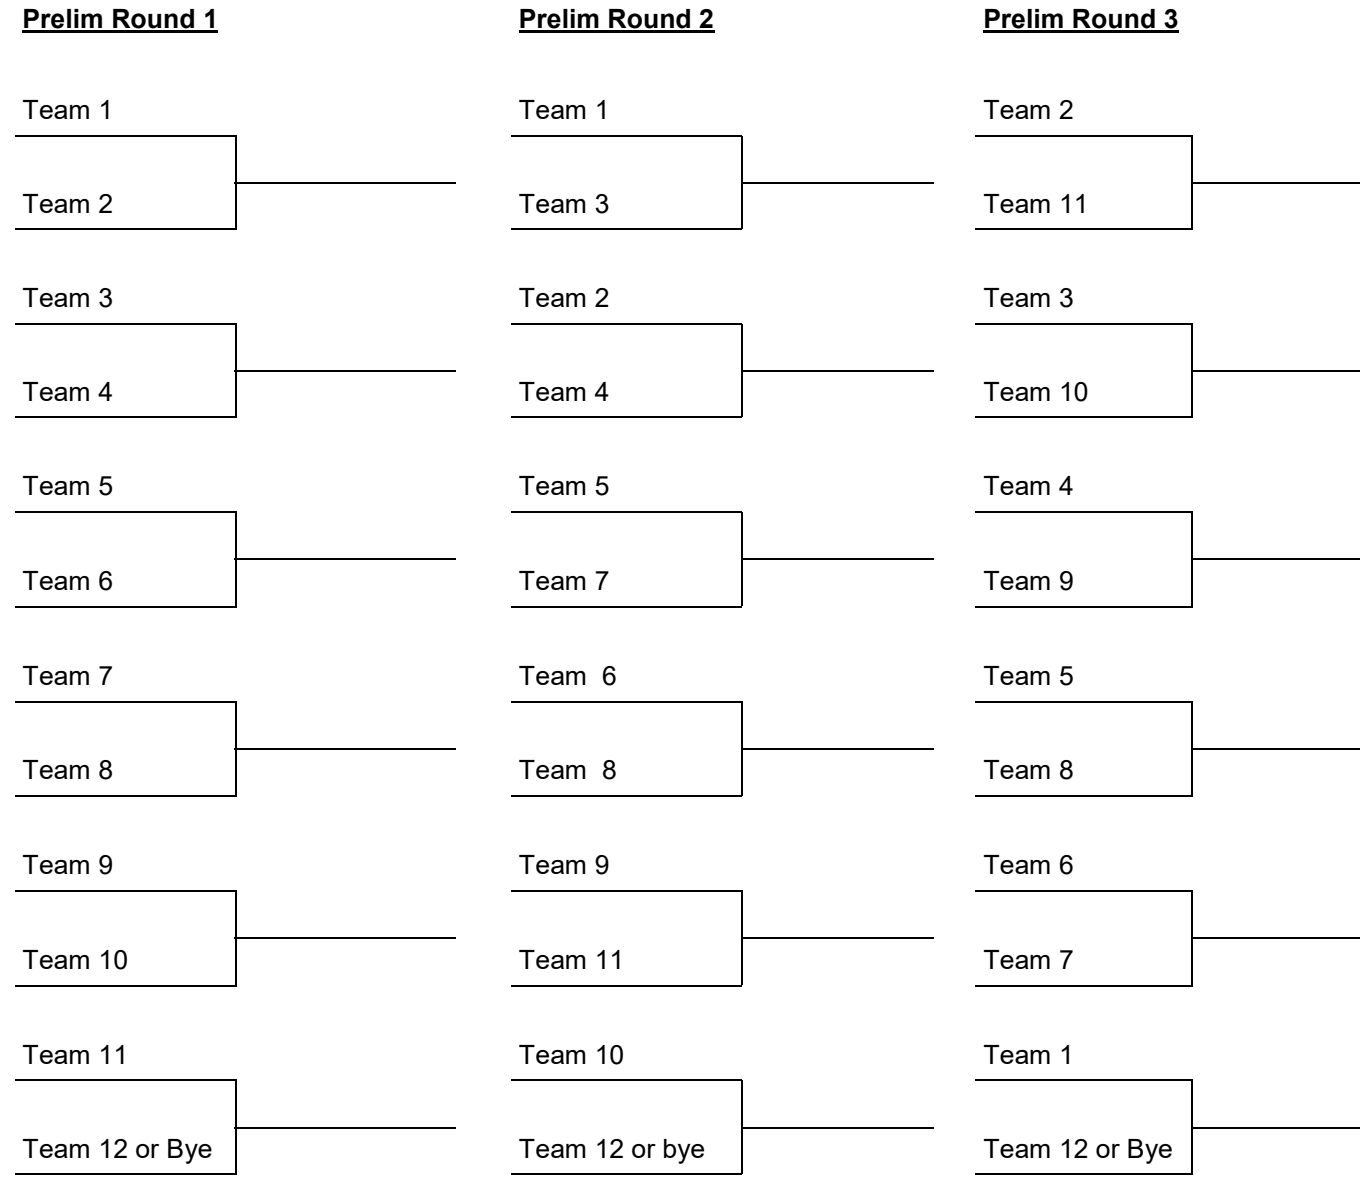 Prelim Round 1 Prelim Round 2 Prelim Round 3
Team 1 Team 1 Team 2
Team 2 Team 3 Team 11
Team 3 Team 2 Team 3
Team 4 Team 4 Team 10
Team 5 Team 5 Team 4
Team 6 Team 7 Team 9
Team 7 Team  6 Team 5
Team 8 Team  8 Team 8
Team 9 Team 9 Team 6
Team 10 Team 11 Team 7
Team 11 Team 10 Team 1
Team 12 or Bye Team 12 or bye Team 12 or Bye